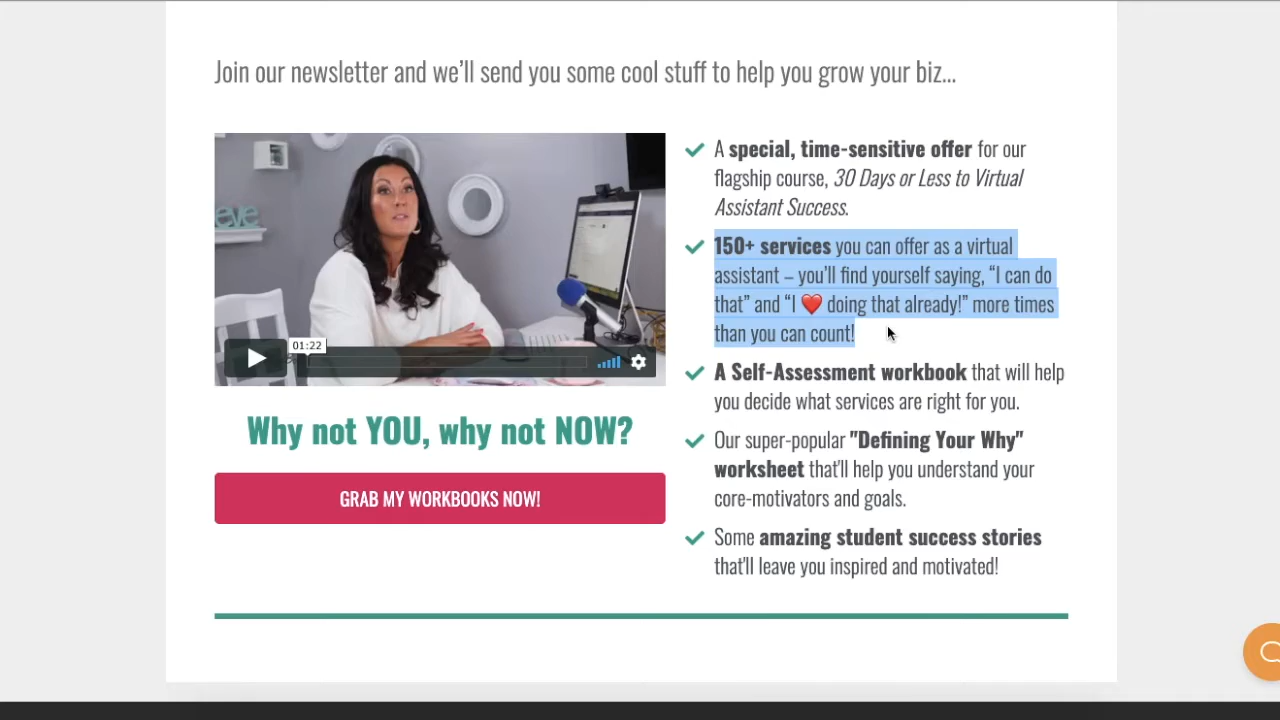 Join our newsletter and we’ll send you some cool stuff to help you grow your biz...
eve
01:22
Why not YOU, why not NOW?
GRAB MY WORKBOOKS NOW!
A special, time-sensitive offer for our
flagship course, 30 Days or Less to Virtual
Assistant Success.
150+ services you can offer as a virtual
assistant – you’ll find yourself saying, “I can do
that” and “I ❤️ doing that already!” more times
than you can count!
A Self-Assessment workbook that will help
you decide what services are right for you.
Our super-popular "Defining Your Why"
worksheet that'll help you understand your
core-motivators and goals.
Some amazing student success stories
that'll leave you inspired and motivated!